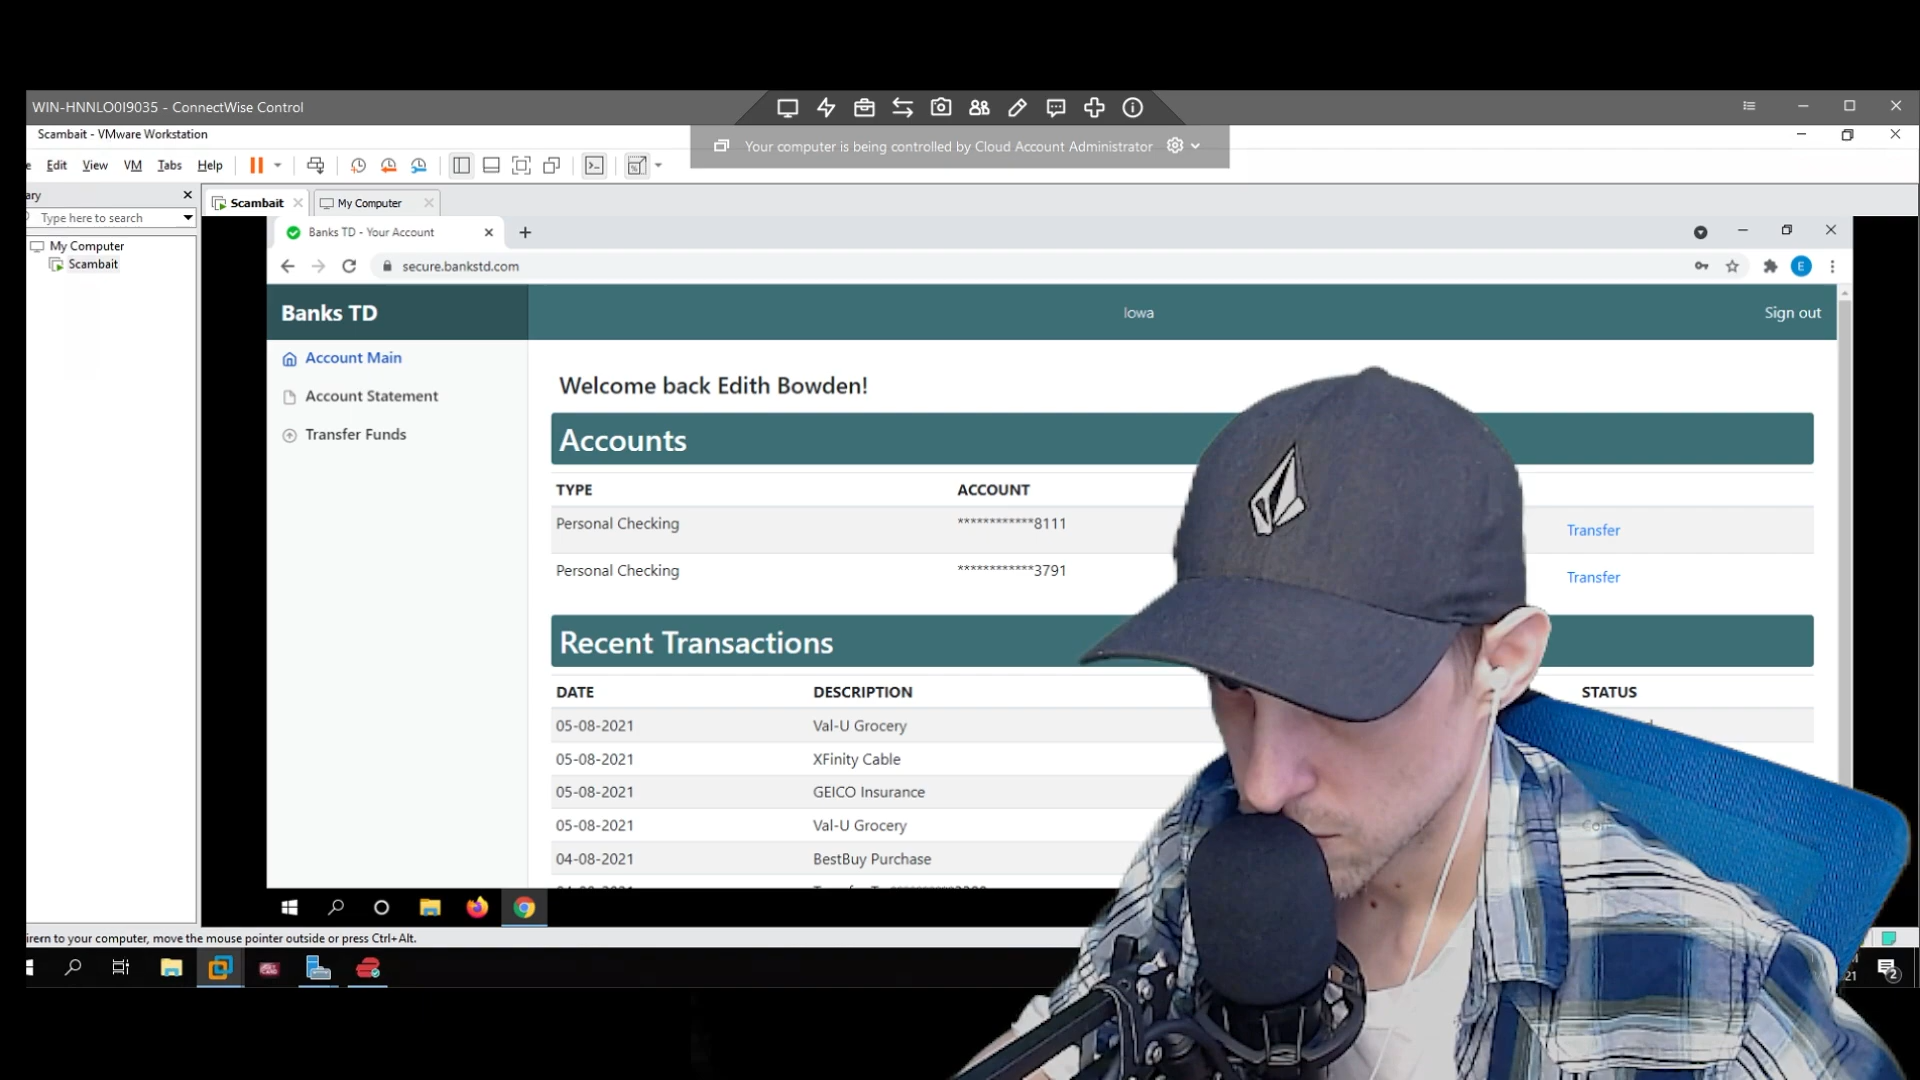 WIN-HNNLO0I9035 - ConnectWise Control
Scambait - VMware Workstation
Your computer is being controlled by Cloud Account Administrator
Edit View VM Tabs Help
Type here to search
My Computer
Scambait
Scambait My Computer
Banks TD - Your Account
secure.bankstd.com
E
Banks TD Iowa Sign out
Account Main
Account Statement
Transfer Funds
Welcome back Edith Bowden!
Accounts
TYPE ACCOUNT
Personal Checking ************8111 Transfer
Personal Checking ************3791 Transfer
Recent Transactions
DATE DESCRIPTION STATUS
05-08-2021 Val-U Grocery
05-08-2021 XFinity Cable
05-08-2021 GEICO Insurance
05-08-2021 Val-U Grocery
04-08-2021 BestBuy Purchase
to your computer, move the mouse pointer outside or press Ctrl+Alt.
21
2